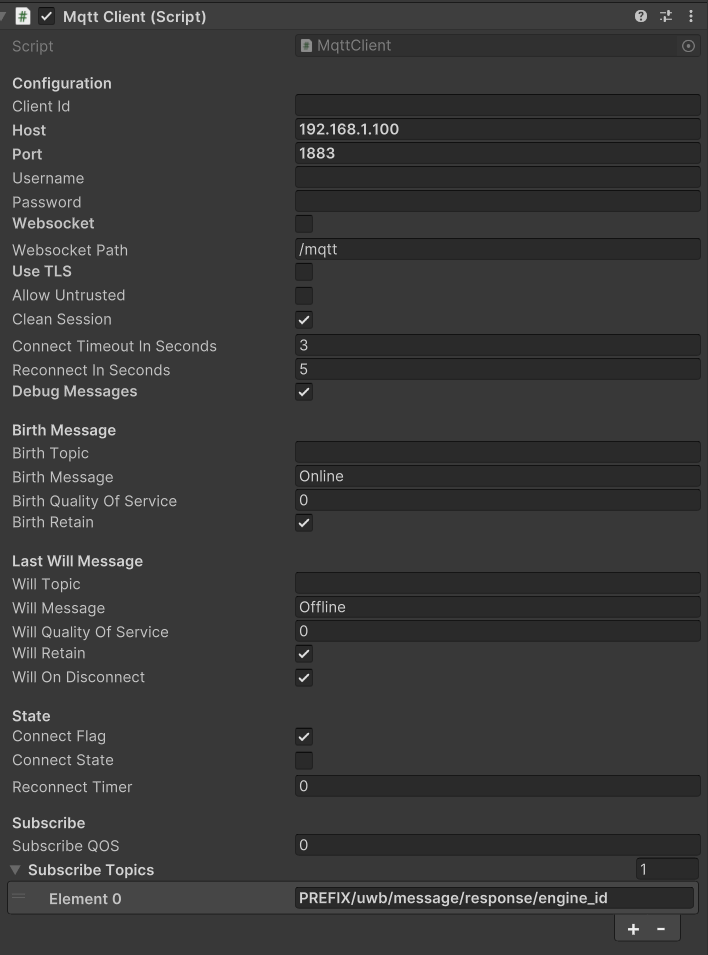 Mqtt Client (Script)
Script MqttClient
Configuration
Client Id
Host 192.168.1.100
Port 1883
Username
Password
Websocket
Websocket Path /mqtt
Use TLS
Allow Untrusted
Clean Session
Connect Timeout In Seconds 3
Reconnect In Seconds 5
Debug Messages
Birth Message
Birth Topic
Birth Message Online
Birth Quality Of Service 0
Birth Retain
Last Will Message
Will Topic
Will Message Offline
Will Quality Of Service 0
Will Retain
Will On Disconnect
State
Connect Flag
Connect State
Reconnect Timer 0
Subscribe
Subscribe QOS 0
Subscribe Topics 1
Element 0 PREFIX/uwb/message/response/engine_id
+ -